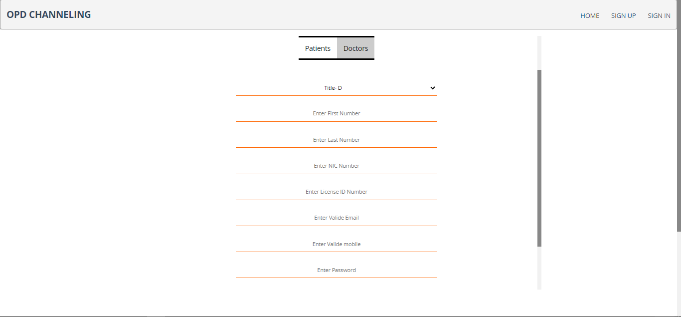 OPD CHANNELING
HOME SIGN UP SIGN IN
Patients Doctors
Title-D
Enter First Number
Enter Last Number
Enter NIC Number
Enter License ID Number
Enter Valide Email
Enter Valide mobile
Enter Password